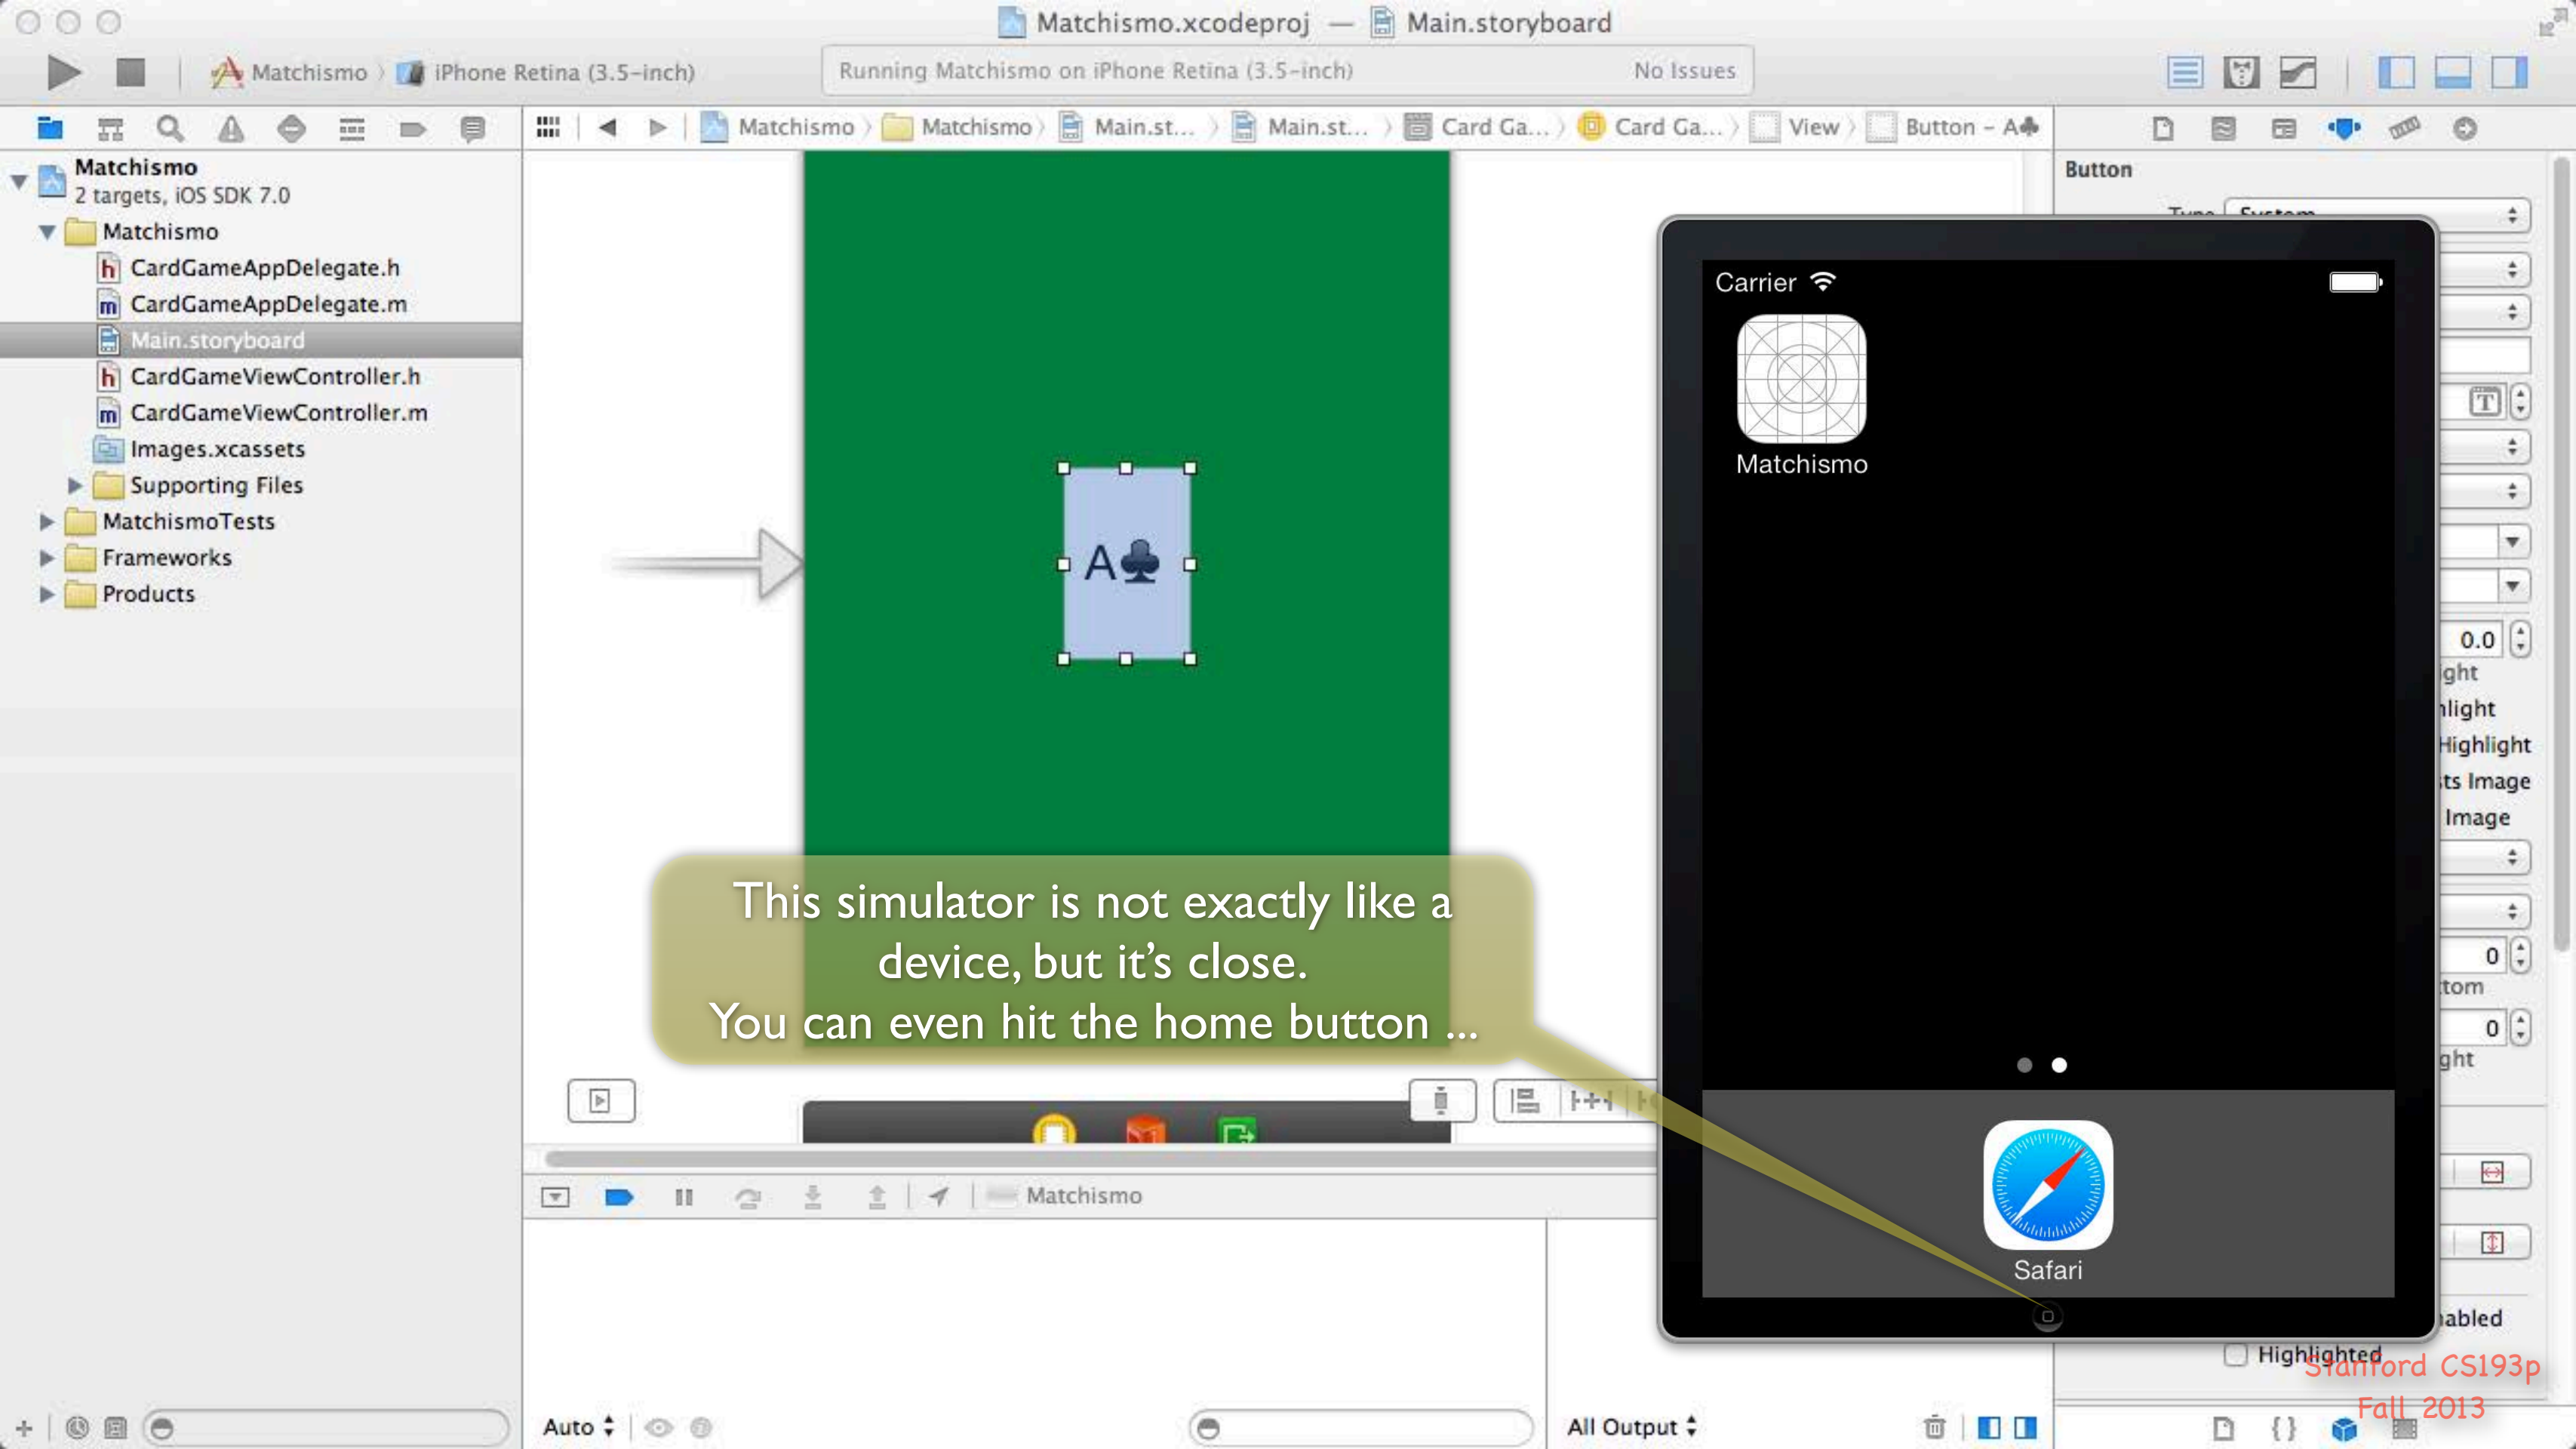 Matchismo.xcodeproj — Main.storyboard
Matchismo
iPhone Retina (3.5-inch)
Running Matchismo on iPhone Retina (3.5-inch)
No Issues
Matchismo
Matchismo
Main.st...
Main.st...
Card Ga...
Card Ga...
View
Button - A♣
Matchismo
2 targets, iOS SDK 7.0
Matchismo
h CardGameAppDelegate.h
m CardGameAppDelegate.m
Main.storyboard
h CardGameViewController.h
m CardGameViewController.m
Images.xcassets
Supporting Files
MatchismoTests
Frameworks
Products
A♣
This simulator is not exactly like a
device, but it's close.
You can even hit the home button ...
Matchismo
Auto
All Output
Button
Type System
Carrier
Matchismo
Safari
T
0.0
ght
light
Highlight
ts Image
Image
0
tom
0
ght
abled
Highlighted
{ }
Stanford CS193p
Fall 2013